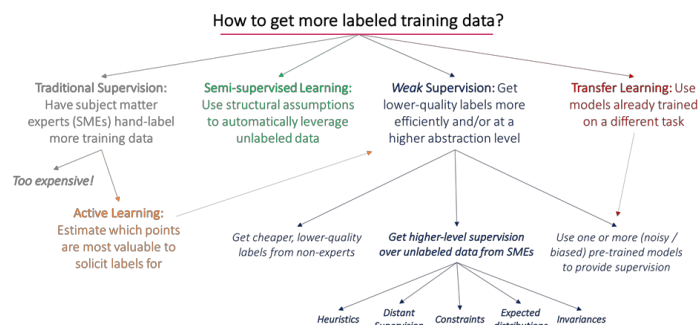 How to get more labeled training data?
Traditional Supervision:
Have subject matter
experts (SMEs) hand-label
more training data
Semi-supervised Learning:
Use structural assumptions
to automatically leverage
unlabeled data
Weak Supervision: Get
lower-quality labels more
efficiently and/or at a
higher abstraction level
Transfer Learning: Use
models already trained
on a different task
Too expensive!
Active Learning:
Estimate which points
are most valuable to
solicit labels for
Get cheaper, lower-quality
labels from non-experts
Get higher-level supervision
over unlabeled data from SMEs
Use one or more (noisy /
biased) pre-trained models
to provide supervision
Heuristics
Distant
Supervision
Constraints
Expected
distributions
Invariances